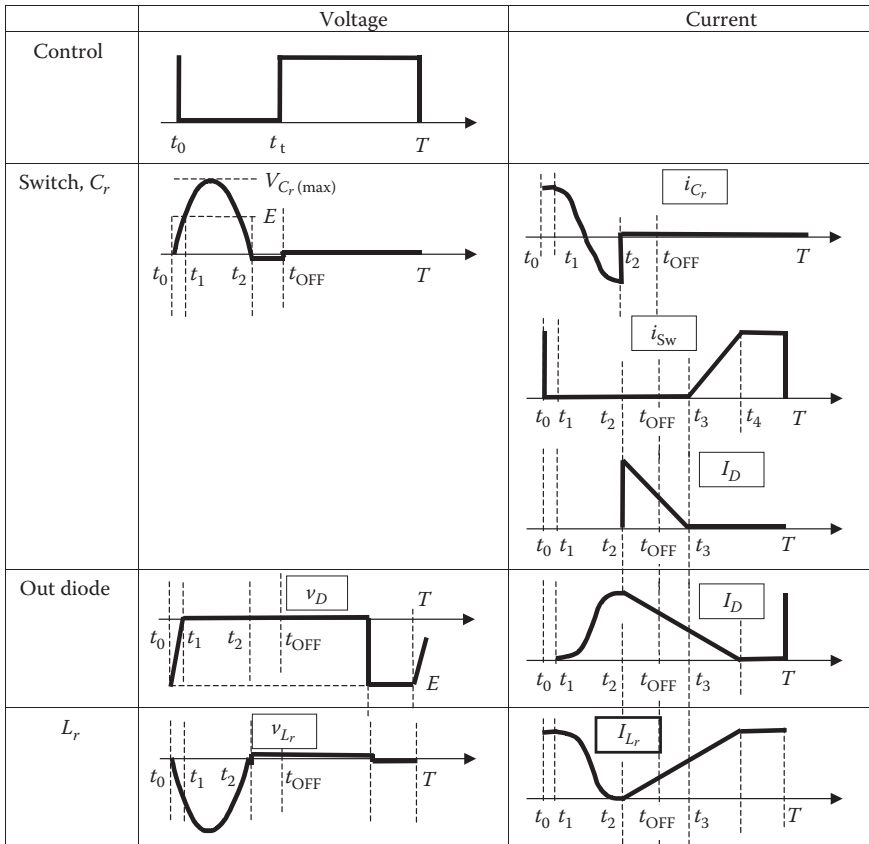 Voltage Current
Control
t0 tt T
Switch, Cr
VCr (max)
E
t0 t1 t2 tOFF T
iCr
t0 t1 t2 tOFF T
iSw
t0 t1 t2 tOFF t3 t4 T
ID
t0 t1 t2 tOFF t3 T
Out diode
vD
T
t0 t1 t2 tOFF
E
ID
t0 t1 t2 tOFF t3 T
Lr
vLr
t0 t1 t2 tOFF T
ILr
t0 t1 t2 tOFF t3 T